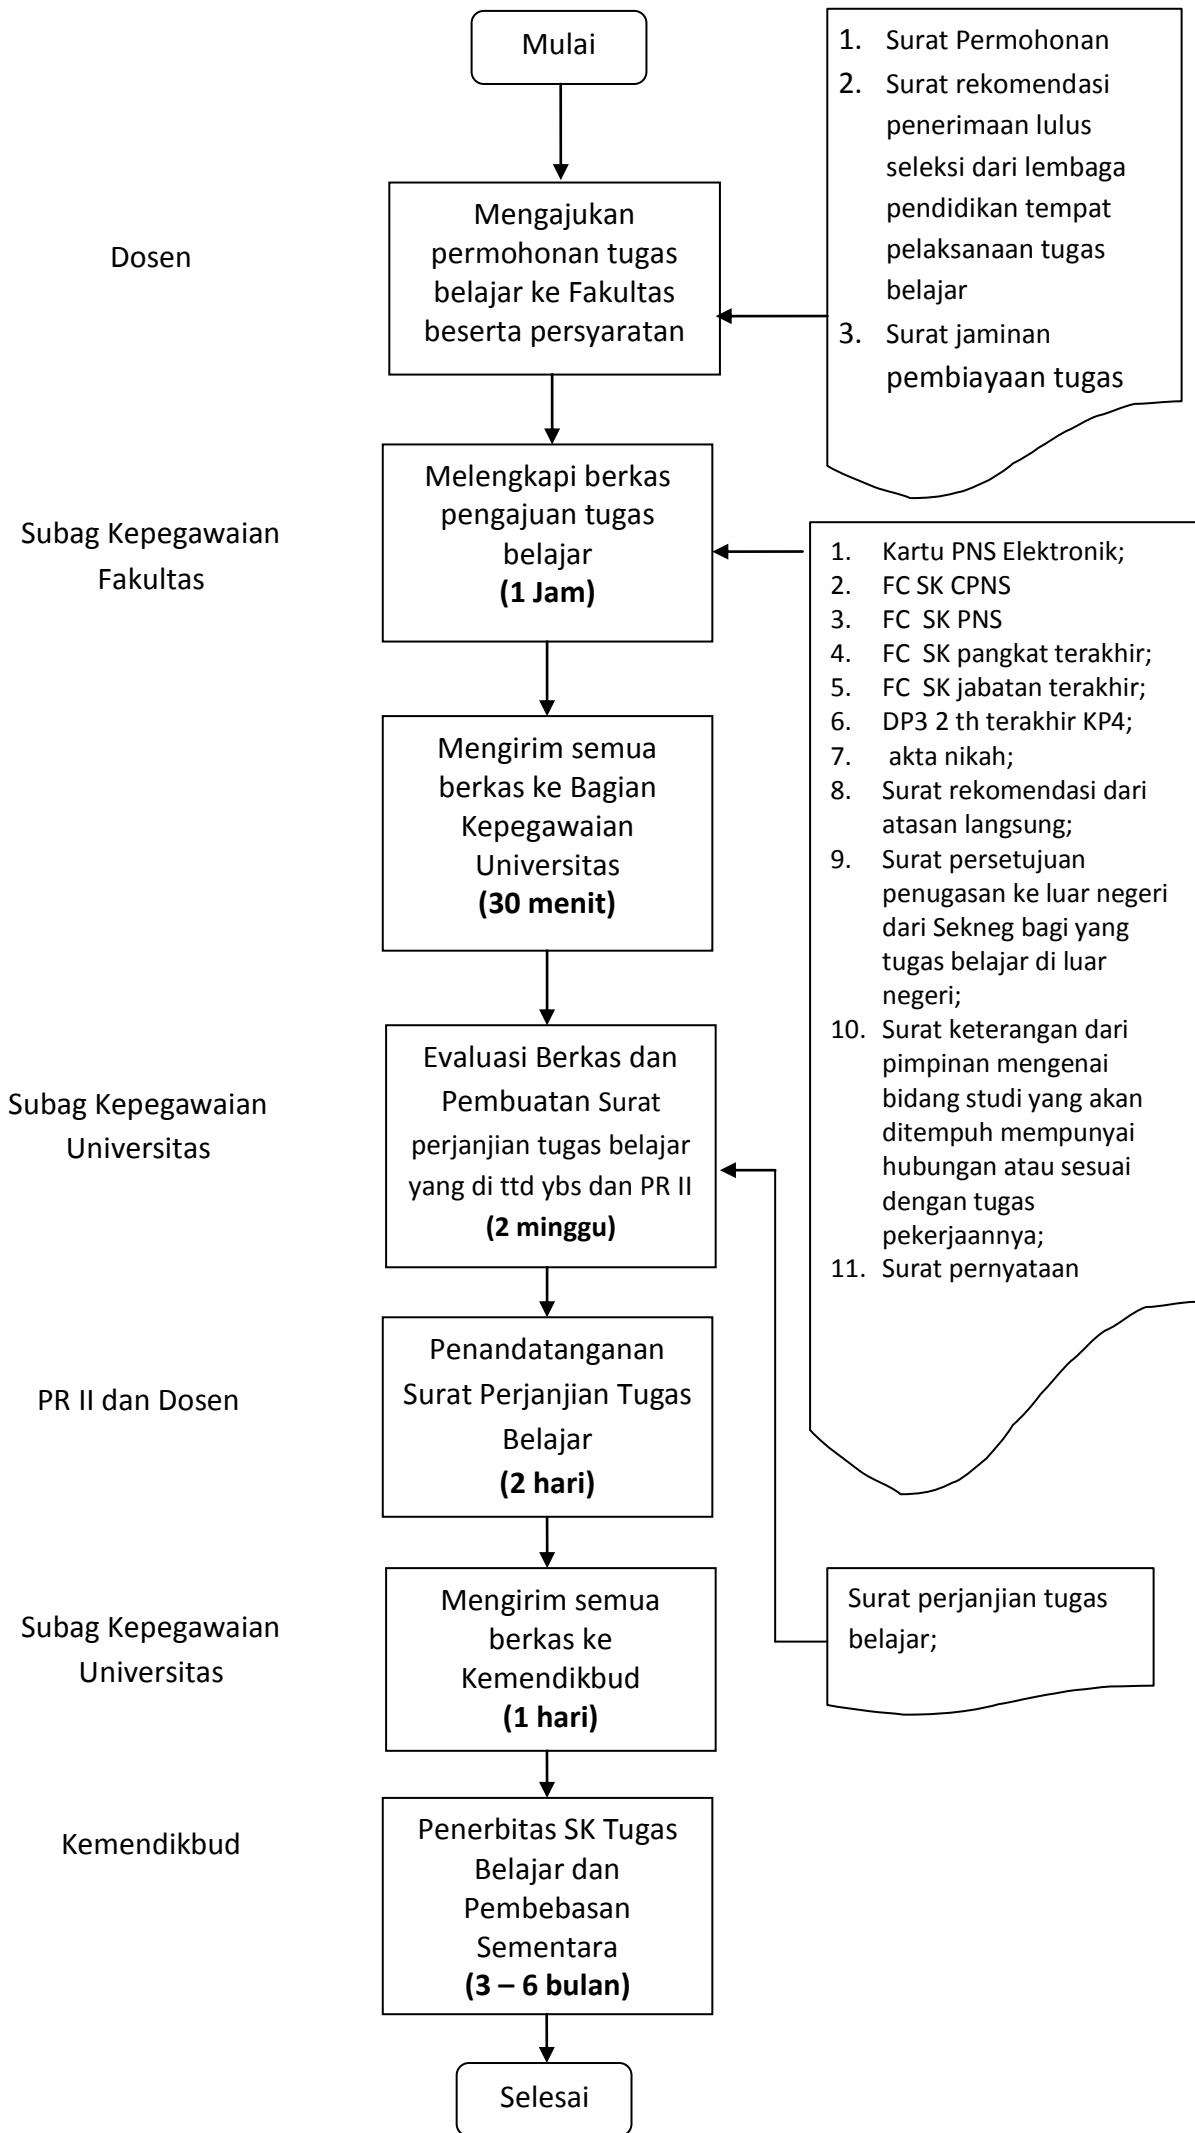 Mulai
1. Surat Permohonan
2. Surat rekomendasi
penerimaan lulus
seleksi dari lembaga
pendidikan tempat
pelaksanaan tugas
belajar
3. Surat jaminan
pembiayaan tugas
Dosen
Mengajukan
permohonan tugas
belajar ke Fakultas
beserta persyaratan
Subag Kepegawaian
Fakultas
Melengkapi berkas
pengajuan tugas
belajar
(1 Jam)
1. Kartu PNS Elektronik;
2. FC SK CPNS
3. FC SK PNS
4. FC SK pangkat terakhir;
5. FC SK jabatan terakhir;
6. DP3 2 th terakhir KP4;
7. akta nikah;
8. Surat rekomendasi dari
atasan langsung;
9. Surat persetujuan
penugasan ke luar negeri
dari Sekneg bagi yang
tugas belajar di luar
negeri;
10. Surat keterangan dari
pimpinan mengenai
bidang studi yang akan
ditempuh mempunyai
hubungan atau sesuai
dengan tugas
pekerjaannya;
11. Surat pernyataan
Mengirim semua
berkas ke Bagian
Kepegawaian
Universitas
(30 menit)
Subag Kepegawaian
Universitas
Evaluasi Berkas dan
Pembuatan Surat
perjanjian tugas belajar
yang di ttd ybs dan PR II
(2 minggu)
PR II dan Dosen
Penandatanganan
Surat Perjanjian Tugas
Belajar
(2 hari)
Subag Kepegawaian
Universitas
Mengirim semua
berkas ke
Kemendikbud
(1 hari)
Surat perjanjian tugas
belajar;
Kemendikbud
Penerbitas SK Tugas
Belajar dan
Pembebasan
Sementara
(3 – 6 bulan)
Selesai